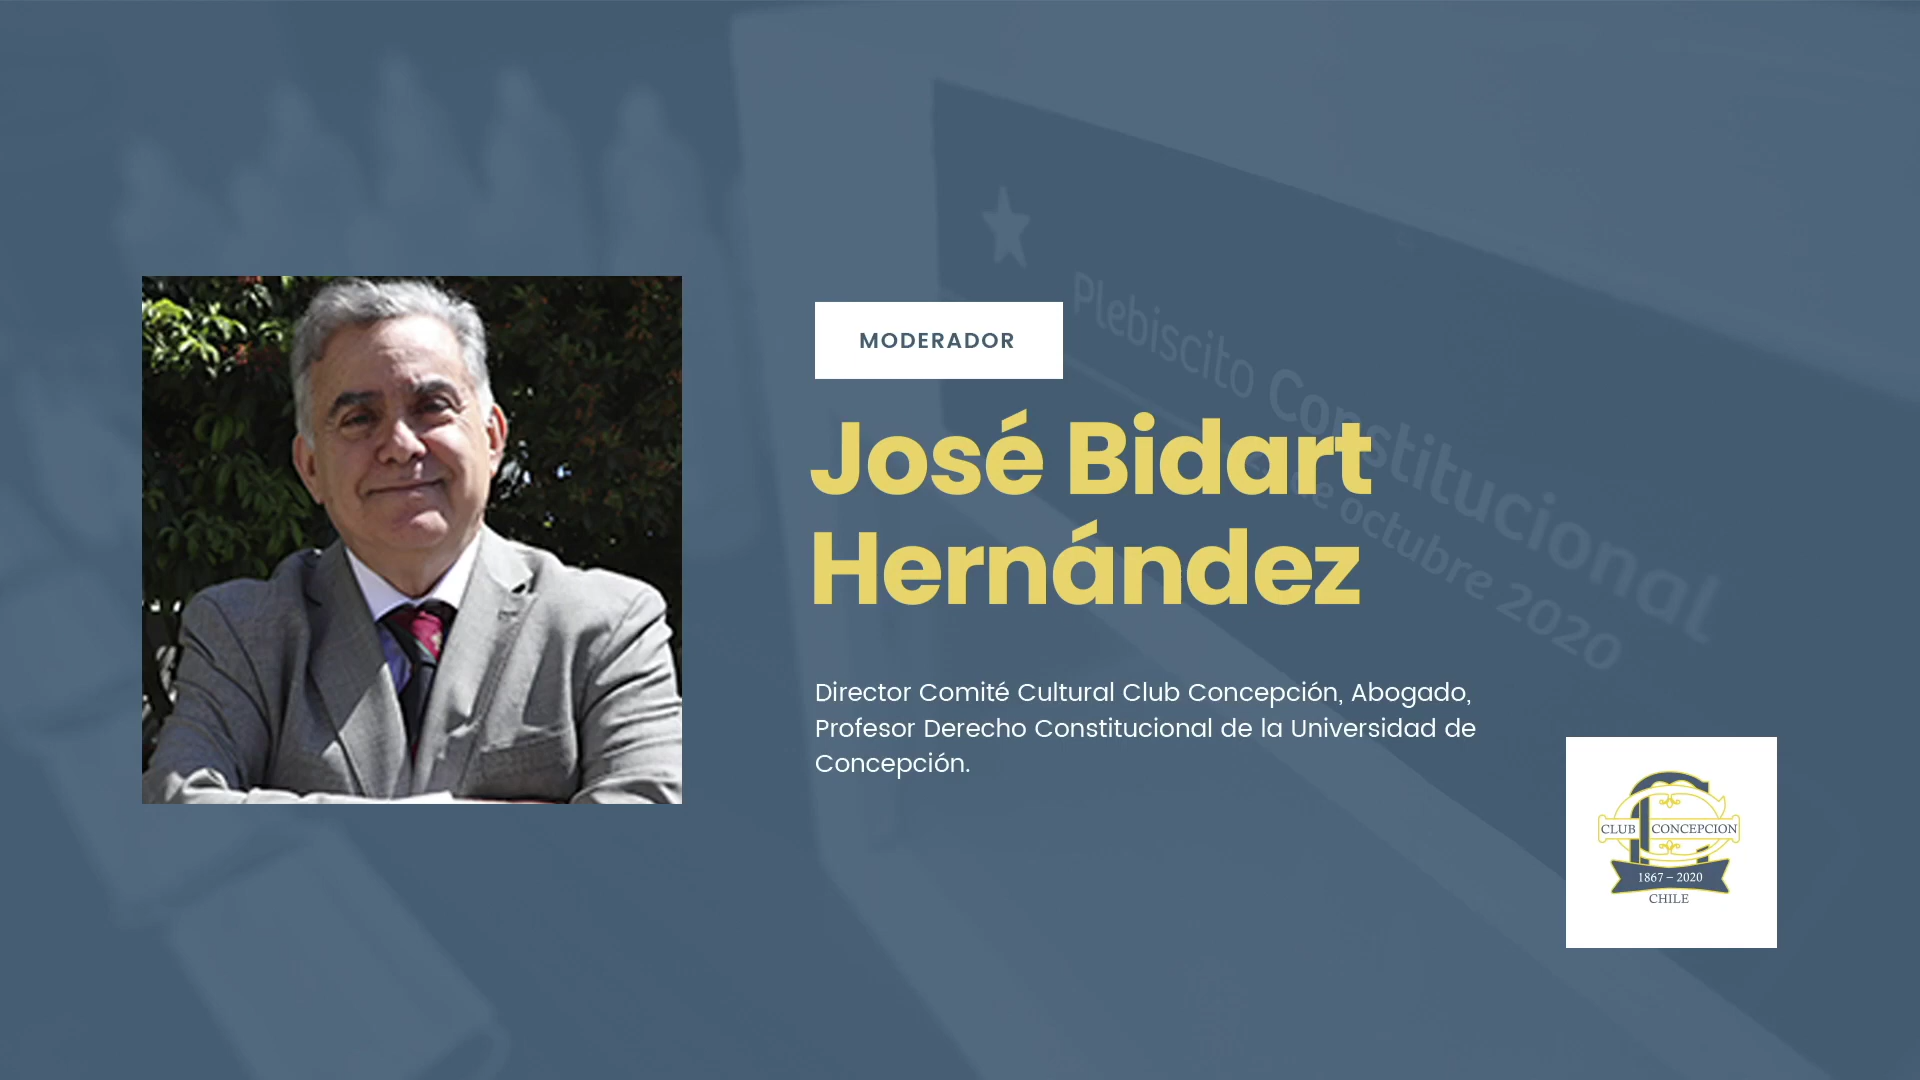 MODERADOR
José Bidart
Hernández
Director Comité Cultural Club Concepción, Abogado,
Profesor Derecho Constitucional de la Universidad de
Concepción.
Plebiscito Constitucional
de octubre 2020
CLUB CONCEPCION
1867 – 2020
CHILE